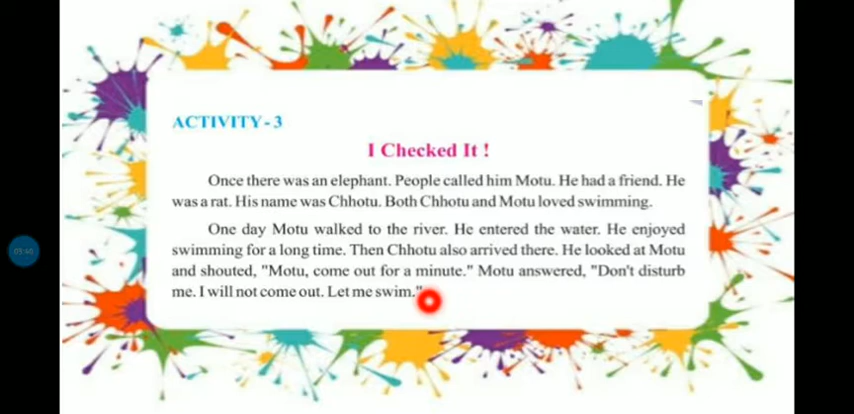 ACTIVITY - 3
I Checked It !
Once there was an elephant. People called him Motu. He had a friend. He
was a rat. His name was Chhotu. Both Chhotu and Motu loved swimming.
One day Motu walked to the river. He entered the water. He enjoyed
swimming for a long time. Then Chhotu also arrived there. He looked at Motu
and shouted, "Motu, come out for a minute." Motu answered, "Don't disturb
me. I will not come out. Let me swim."